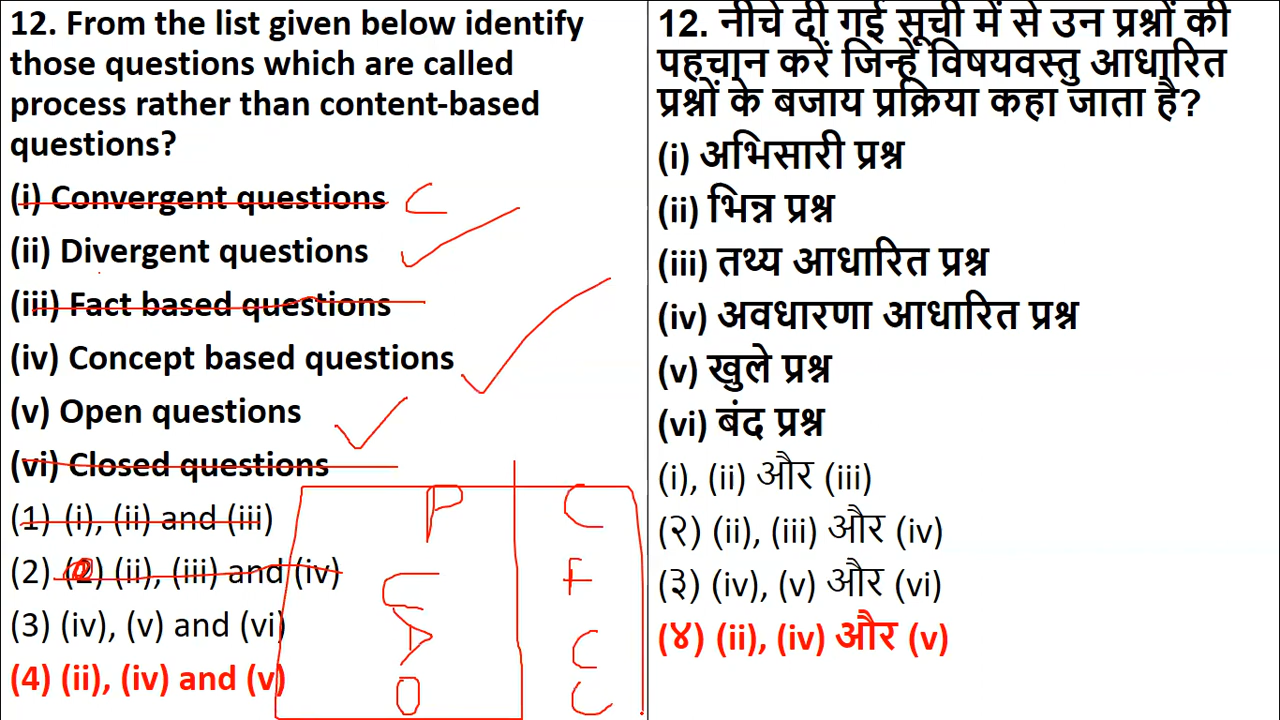 12. From the list given below identify
those questions which are called
process rather than content-based
questions?
(i) Convergent questions C
(ii) Divergent questions
(iii) Fact based questions
(iv) Concept based questions
(v) Open questions
(vi) Closed questions
(1) (i), (ii) and (iii)
(2) (ii), (iii) and (iv)
(3) (iv), (v) and (vi)
(4) (ii), (iv) and (v)
P C
C F
D C
O C
12. नीचे दी गई सूची में से उन प्रश्नों की
पहचान करें जिन्हें विषयवस्तु आधारित
प्रश्नों के बजाय प्रक्रिया कहा जाता है?
(i) अभिसारी प्रश्न
(ii) भिन्न प्रश्न
(iii) तथ्य आधारित प्रश्न
(iv) अवधारणा आधारित प्रश्न
(v) खुले प्रश्न
(vi) बंद प्रश्न
(i), (ii) और (iii)
(२) (ii), (iii) और (iv)
(३) (iv), (v) और (vi)
(४) (ii), (iv) और (v)